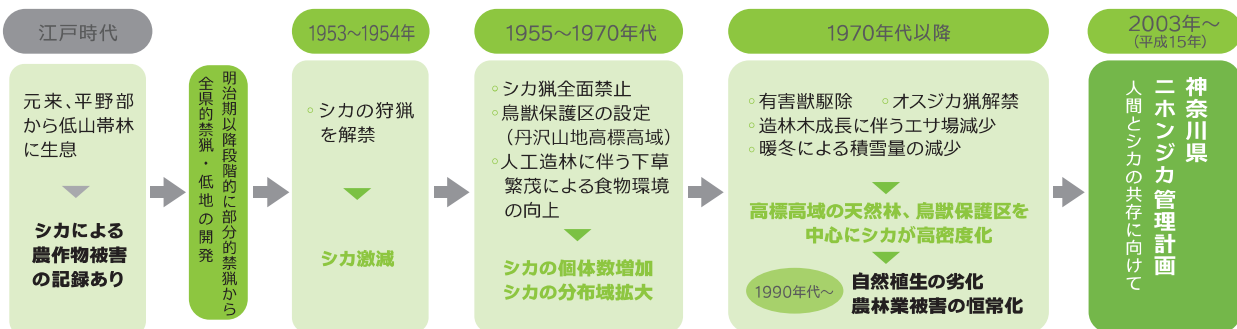 江戸時代
元来、平野部
から低山帯林
に生息
シカによる
農作物被害
の記録あり
明治期以降段階的に部分的禁猟から
全県的禁猟・低地の開発
1953～1954年
◦シカの狩猟
を解禁
シカ激減
1955～1970年代
◦シカ猟全面禁止
◦鳥獣保護区の設定
（丹沢山地高標高域）
◦人工造林に伴う下草
繁茂による食物環境
の向上
シカの個体数増加
シカの分布域拡大
1970年代以降
◦有害獣駆除　◦オスジカ猟解禁
◦造林木成長に伴うエサ場減少
◦暖冬による積雪量の減少
高標高域の天然林、鳥獣保護区を
中心にシカが高密度化
1990年代～
自然植生の劣化
農林業被害の恒常化
2003年～
（平成15年）
神奈川県
ニホンジカ管理計画
人間とシカの共存に向けて